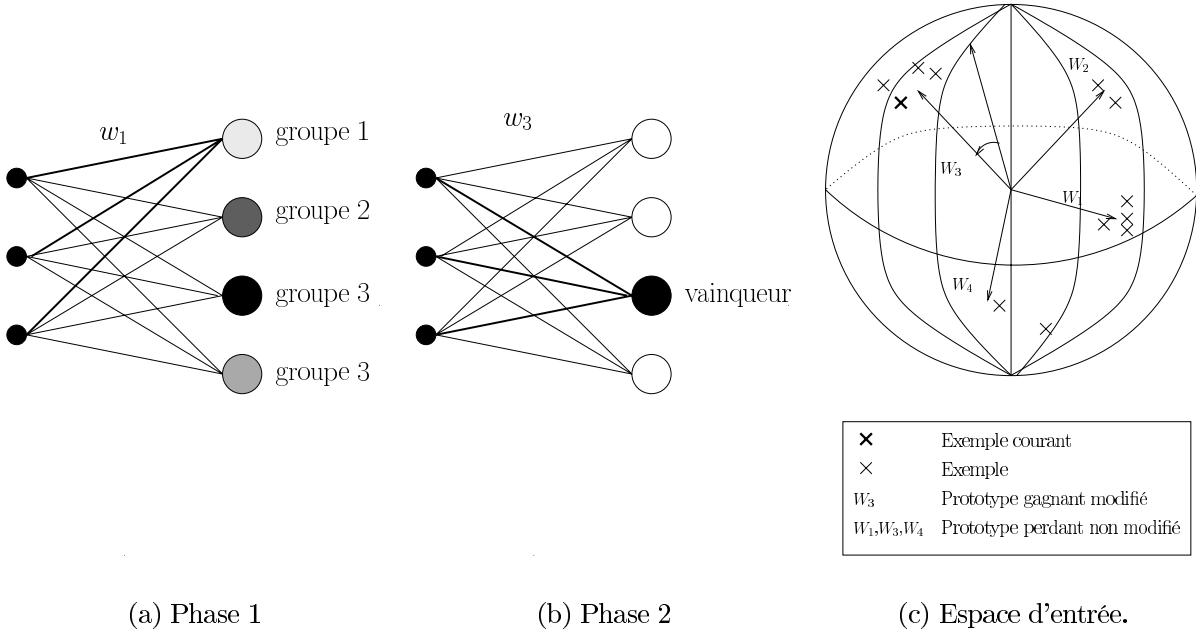 w₁
groupe 1
groupe 2
groupe 3
groupe 3
(a) Phase 1
w₃
vainqueur
(b) Phase 2
W₂
W₃
W₁
W₄
Exemple courant
Exemple
W₃ Prototype gagnant modifié
W₁,W₃,W₄ Prototype perdant non modifié
(c) Espace d'entrée.